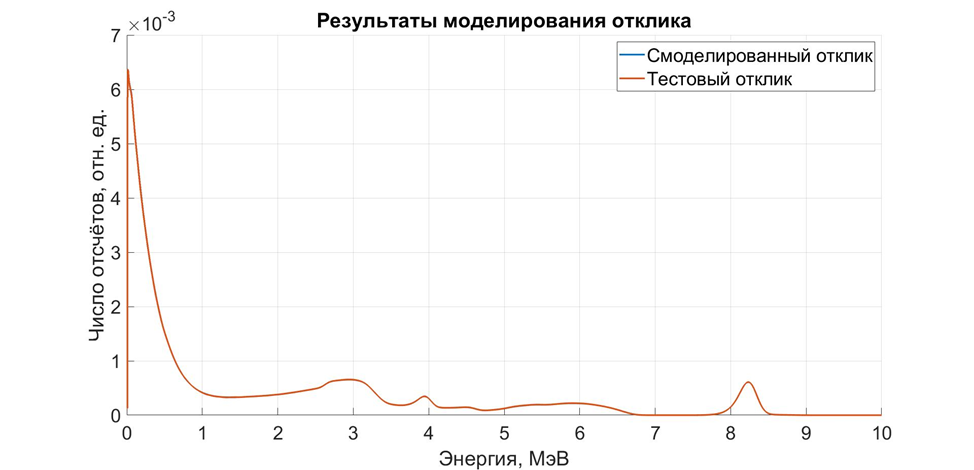 Результаты моделирования отклика
×10-3
Смоделированный отклик
Тестовый отклик
7
6
5
4
3
2
1
0
Число отсчётов, отн. ед.
0 1 2 3 4 5 6 7 8 9 10
Энергия, МэВ